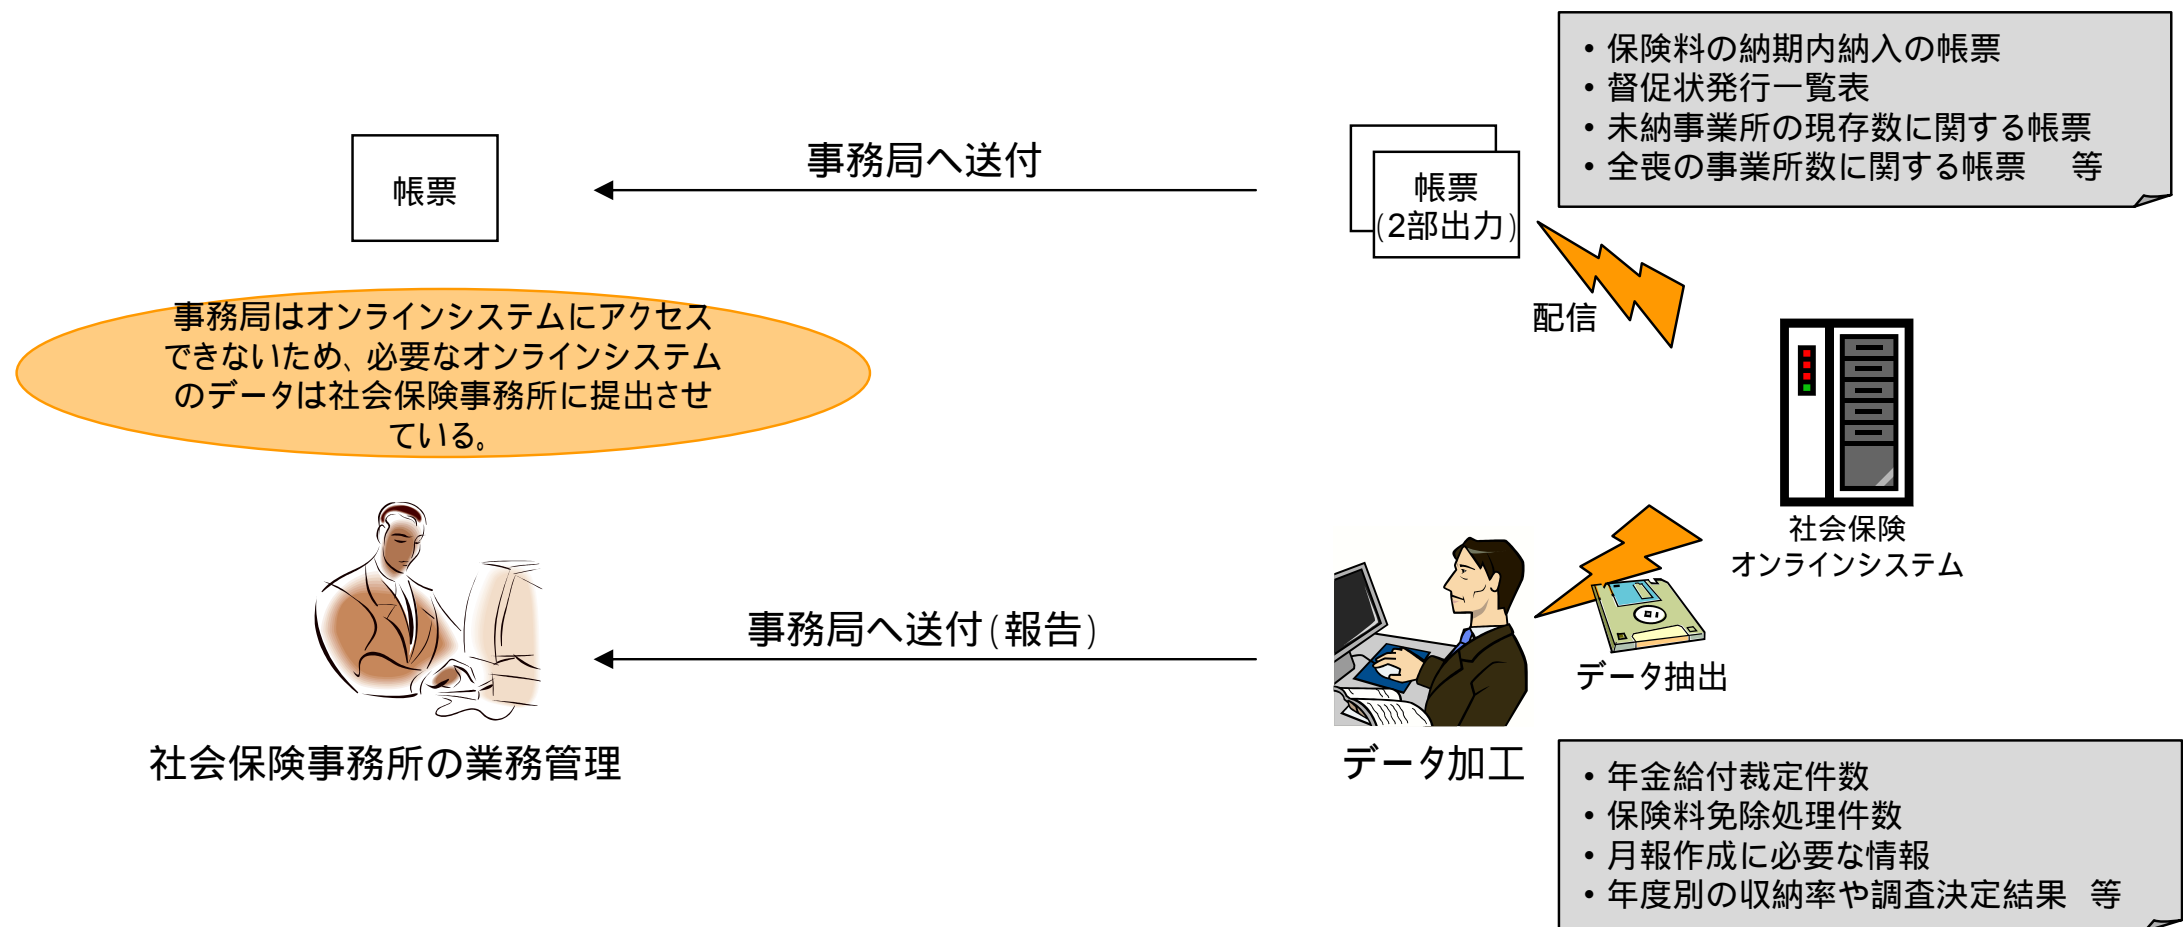 ・保険料の納期内納入の帳票
・督促状発行一覧表
・未納事業所の現存数に関する帳票
・全喪の事業所数に関する帳票　等
帳票
事務局へ送付
帳票
(2部出力)
配信
事務局はオンラインシステムにアクセス
できないため、必要なオンラインシステム
のデータは社会保険事務所に提出させ
ている。
社会保険
オンラインシステム
事務局へ送付(報告)
データ抽出
社会保険事務所の業務管理
データ加工
・年金給付裁定件数
・保険料免除処理件数
・月報作成に必要な情報
・年度別の収納率や調査決定結果　等